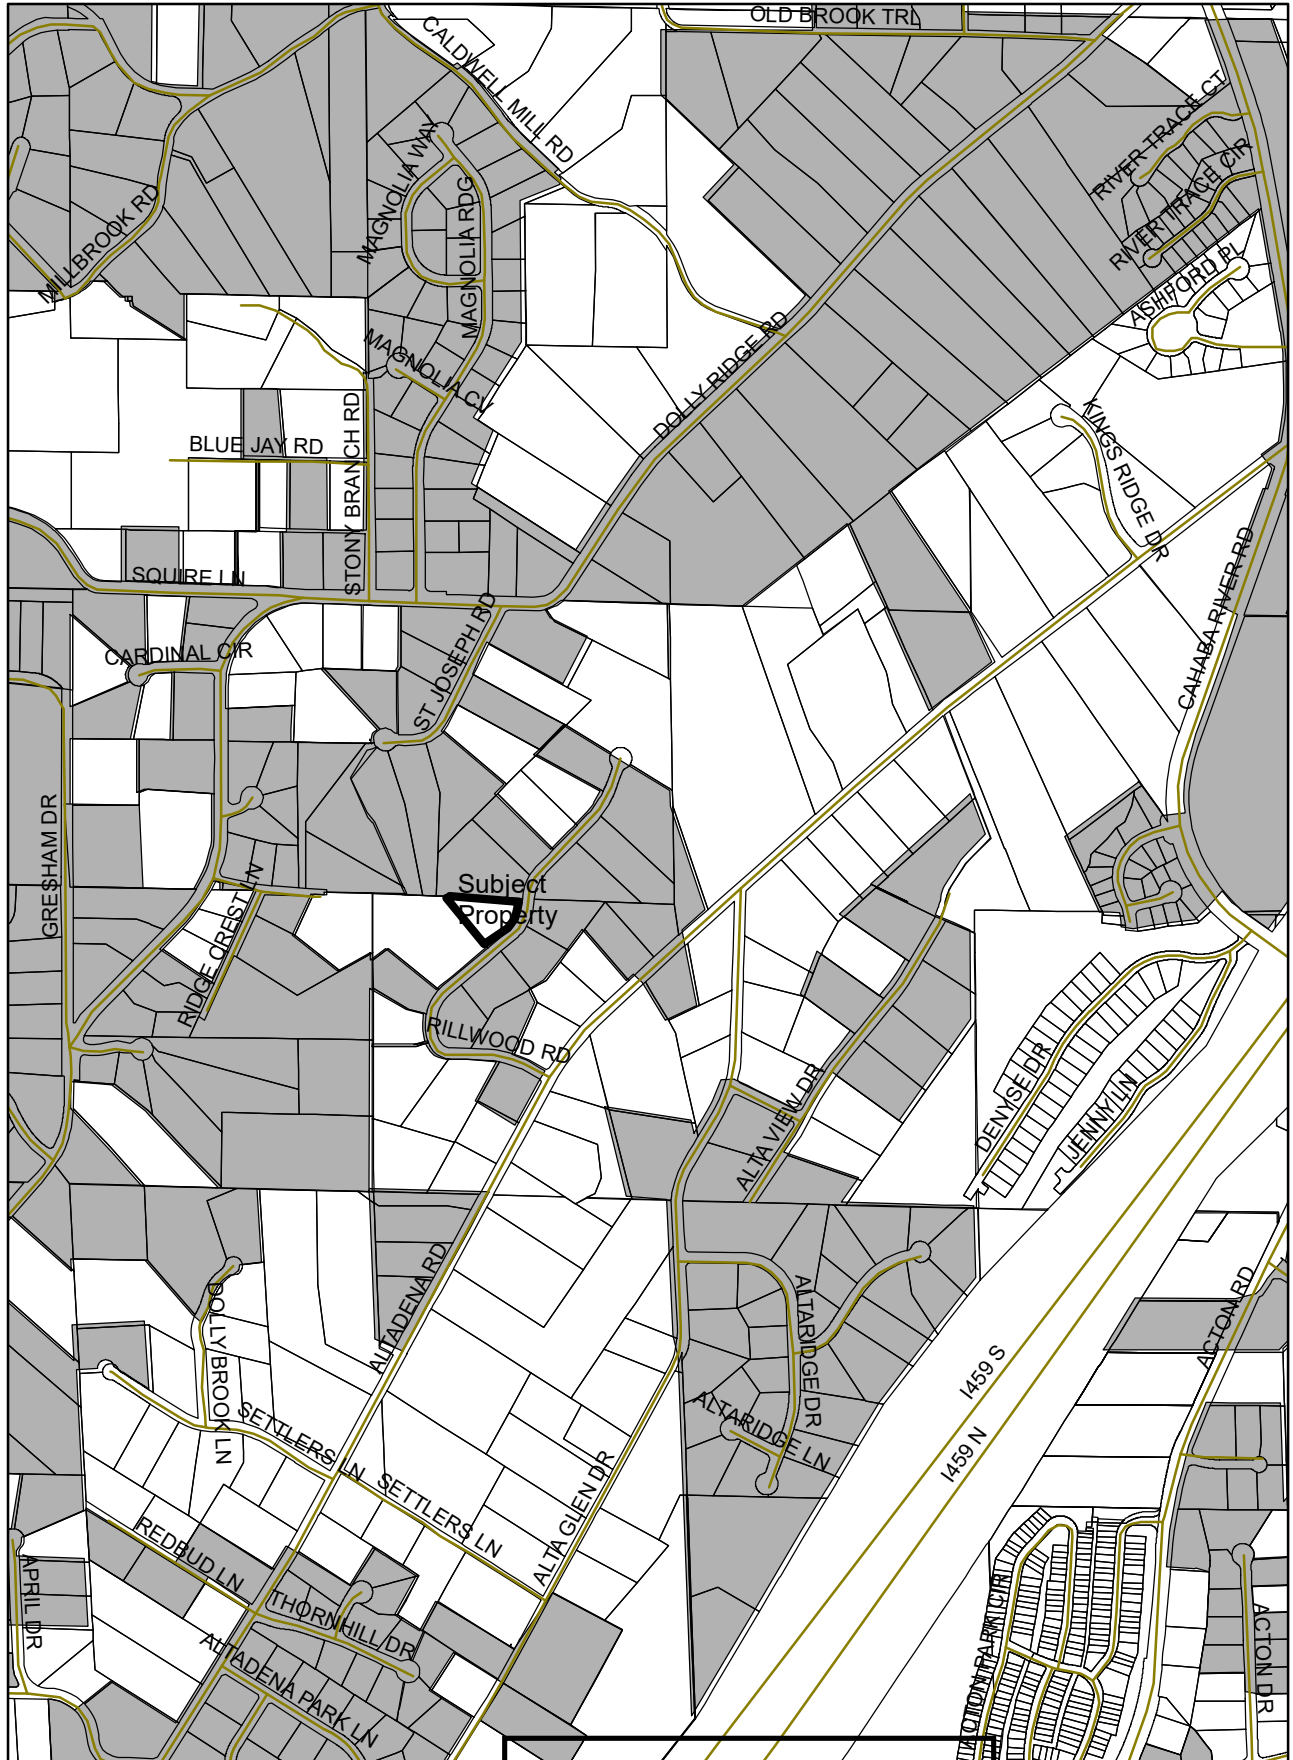 OLD BROOK TRL
CALDWELL MILL RD
RIVER TRACE CT
MAGNOLIA WAY
RIVER TRACE CIR
MAGNOLIA RDG
MILLBROOK RD
ASHFORD PL
MAGNOLIA CV
DOLLY RIDGE RD
KINGS RIDGE DR
BLUE JAY RD
STONY BRANCH RD
SQUIRE LN
CAHABA RIVER RD
CARDINAL CIR
ST JOSEPH RD
GRESHAM DR
Subject
Property
RIDGE CREST LN
RILLWOOD RD
DENYSE DR
JENNY LN
ALTA VIEW DR
ALTADENA RD
DOLLY BROOK LN
ALTARIDGE DR
ACTON RD
I459 S
ALTARIDGE LN
I459 N
SETTLERS LN
SETTLERS LN
ALTA GLEN DR
REDBUD LN
APRIL DR
THORNHILL DR
ALTADENA PARK LN
ACTON PARK CIR
ACTON DR